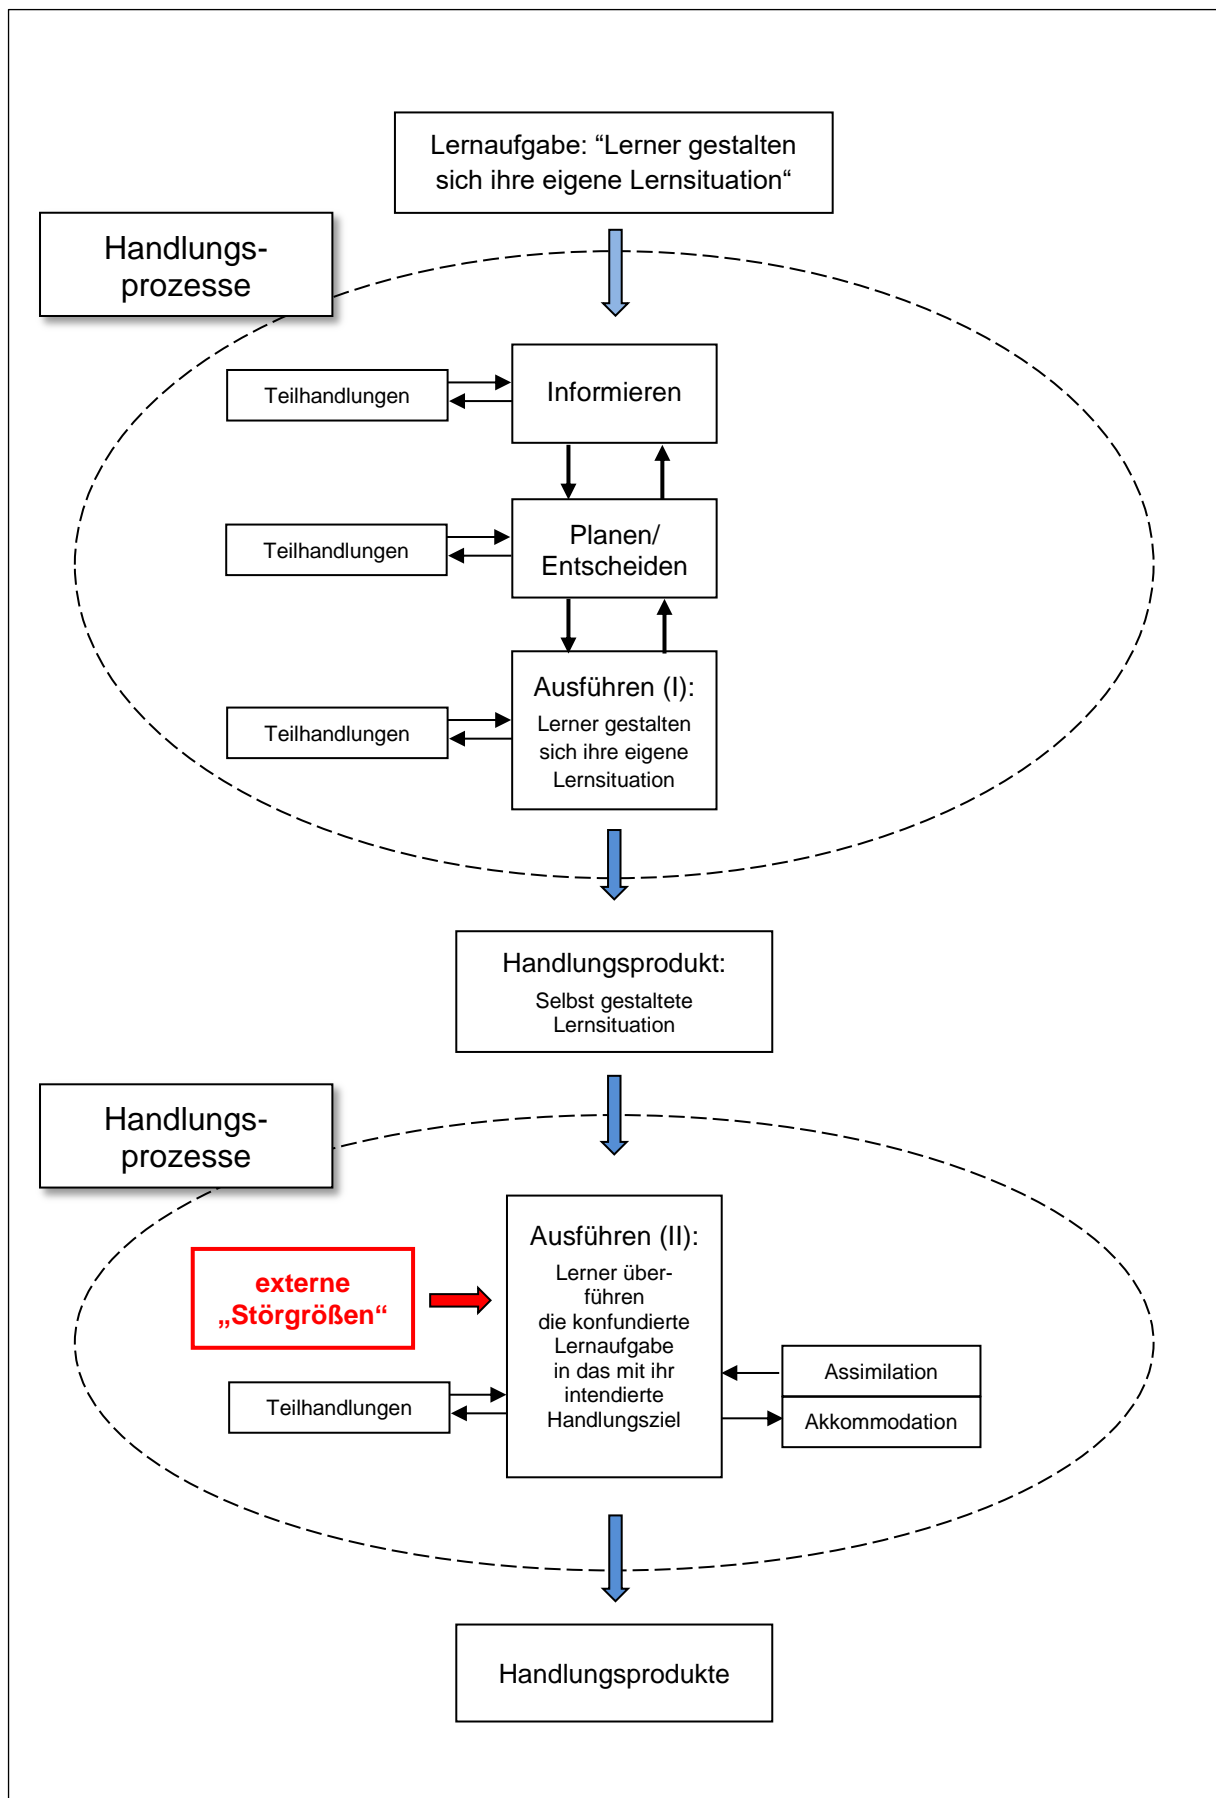 Lernaufgabe: “Lerner gestalten
sich ihre eigene Lernsituation“
Handlungs-
prozesse
Teilhandlungen
Informieren
Teilhandlungen
Planen/
Entscheiden
Teilhandlungen
Ausführen (I):
Lerner gestalten
sich ihre eigene
Lernsituation
Handlungsprodukt:
Selbst gestaltete
Lernsituation
Handlungs-
prozesse
externe
„Störgrößen“
Teilhandlungen
Ausführen (II):
Lerner über-
führen
die konfundierte
Lernaufgabe
in das mit ihr
intendierte
Handlungsziel
Assimilation
Akkommodation
Handlungsprodukte